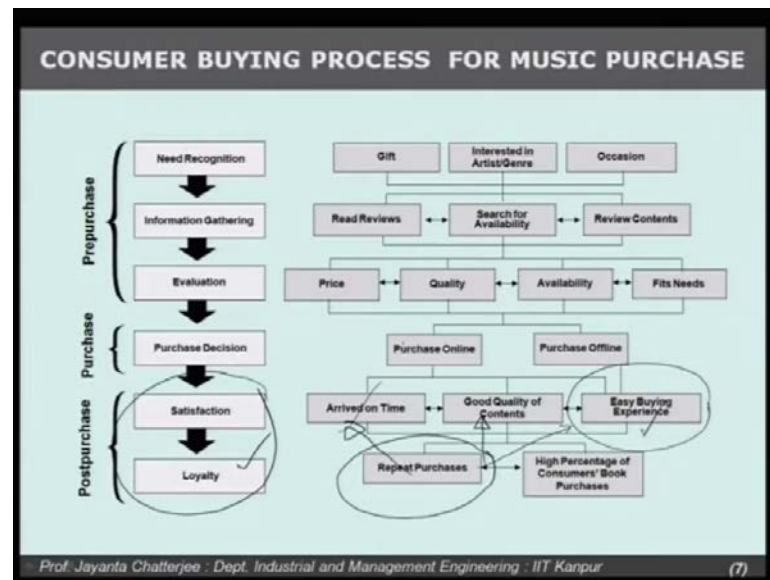 CONSUMER BUYING PROCESS FOR MUSIC PURCHASE
Prepurchase
Need Recognition
Gift
Interested in
Artist/Genre
Occasion
Information Gathering
Read Reviews
Search for
Availability
Review Contents
Evaluation
Price
Quality
Availability
Fits Needs
Purchase
Purchase Decision
Purchase Online
Purchase Offline
Postpurchase
Satisfaction
Arrived on Time
Good Quality of
Contents
Easy Buying
Experience
Loyalty
Repeat Purchases
High Percentage of
Consumers' Book
Purchases
Prof. Jayanta Chatterjee : Dept. Industrial and Management Engineering : IIT Kanpur
(7)